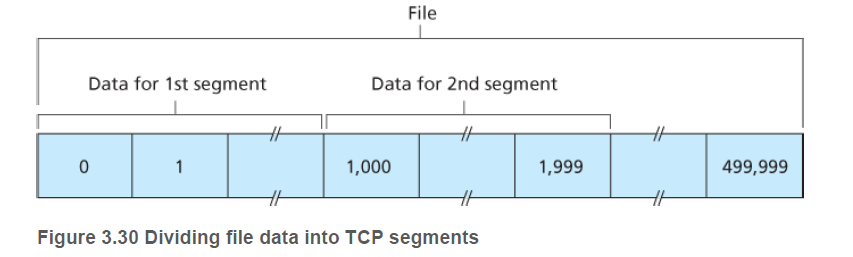 File
Data for 1st segment Data for 2nd segment
0 1 1,000 1,999 499,999
Figure 3.30 Dividing file data into TCP segments